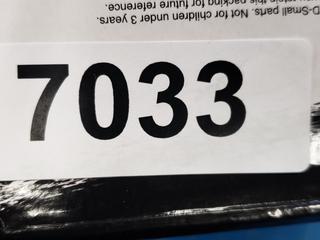 D-Small parts. Not for children under 3 years.
this packing for future reference.
7033